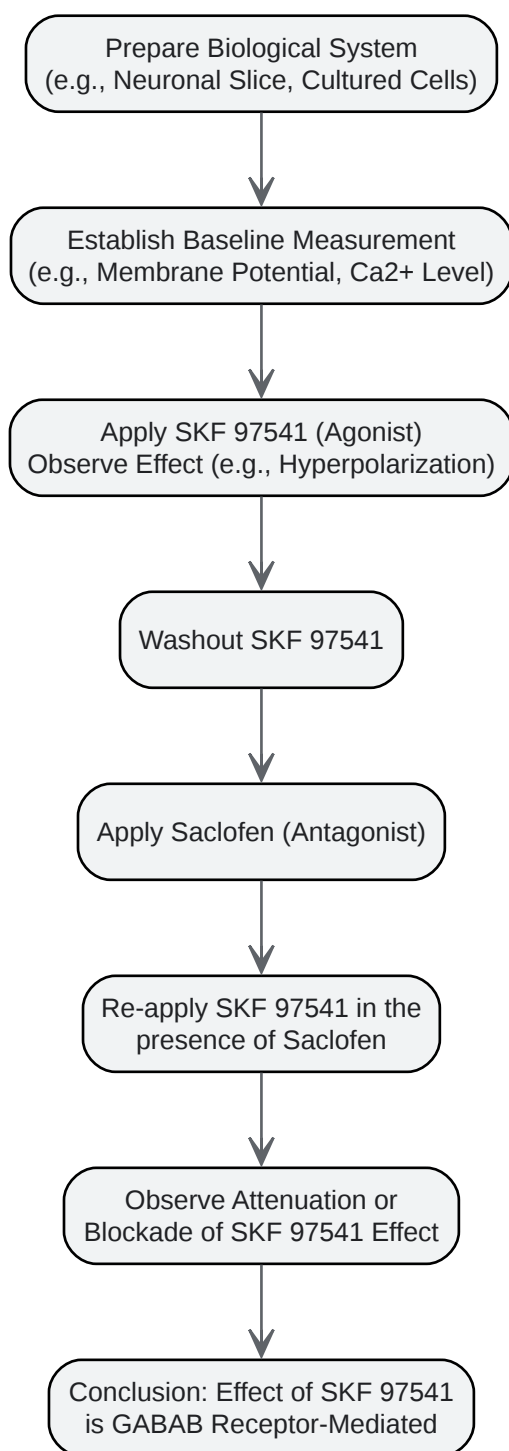 Prepare Biological System
(e.g., Neuronal Slice, Cultured Cells)
Establish Baseline Measurement
(e.g., Membrane Potential, Ca2+ Level)
Apply SKF 97541 (Agonist)
Observe Effect (e.g., Hyperpolarization)
Washout SKF 97541
Apply Saclofen (Antagonist)
Re-apply SKF 97541 in the
presence of Saclofen
Observe Attenuation or
Blockade of SKF 97541 Effect
Conclusion: Effect of SKF 97541
is GABAB Receptor-Mediated